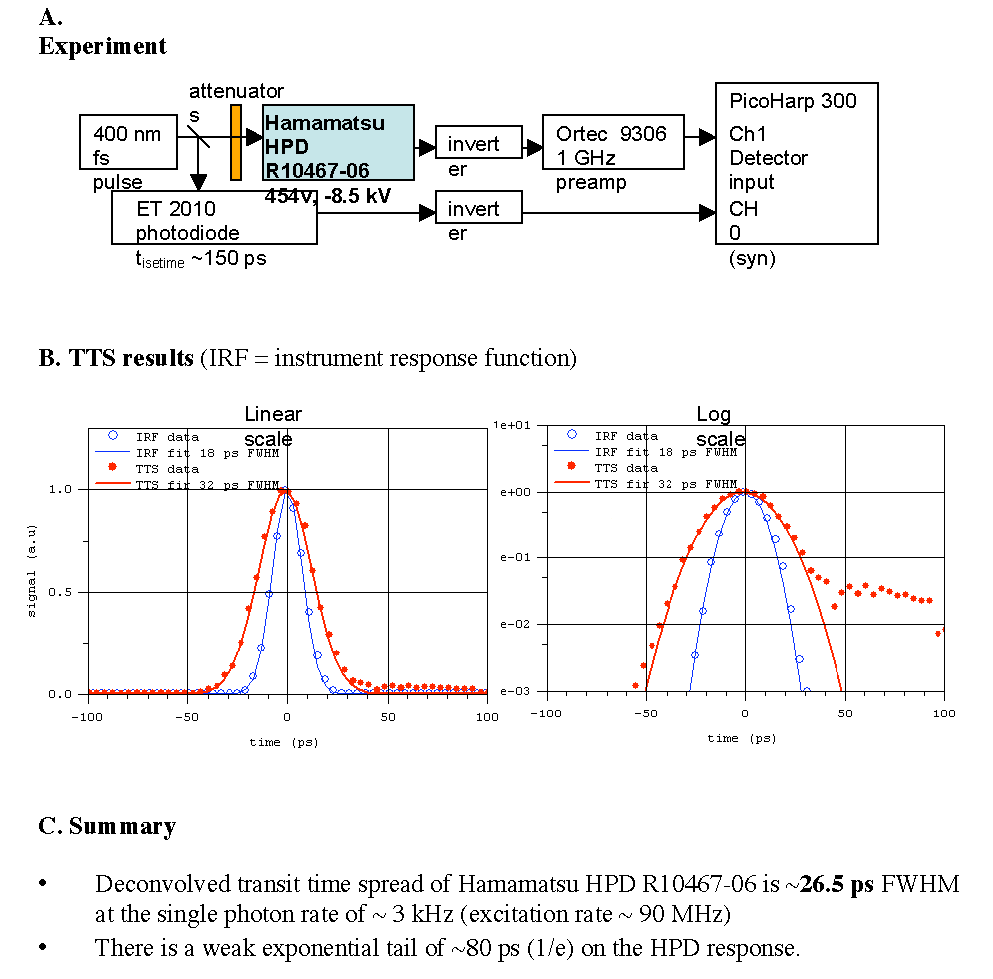 A.
Experiment
attenuator
s
400 nm
fs
pulse
Hamamatsu
HPD
R10467-06
454v, -8.5 kV
invert
er
Ortec 9306
1 GHz
preamp
PicoHarp 300
Ch1
Detector
input
CH
0
(syn)
ET 2010
photodiode
tisetime ~150 ps
invert
er
B. TTS results (IRF = instrument response function)
Linear
scale
IRF data
IRF fit 18 ps FWHM
TTS data
TTS fir 32 ps FWHM
1.0
0.5
0.0
signal (a.u)
-100 -50 0 50 100
time (ps)
Log
scale
IRF data
IRF fit 18 ps FWHM
TTS data
TTS fir 32 ps FWHM
1e+01
e+00
e-01
e-02
e-03
-100 -50 0 50 100
time (ps)
C. Summary
• Deconvolved transit time spread of Hamamatsu HPD R10467-06 is ~26.5 ps FWHM
at the single photon rate of ~ 3 kHz (excitation rate ~ 90 MHz)
• There is a weak exponential tail of ~80 ps (1/e) on the HPD response.